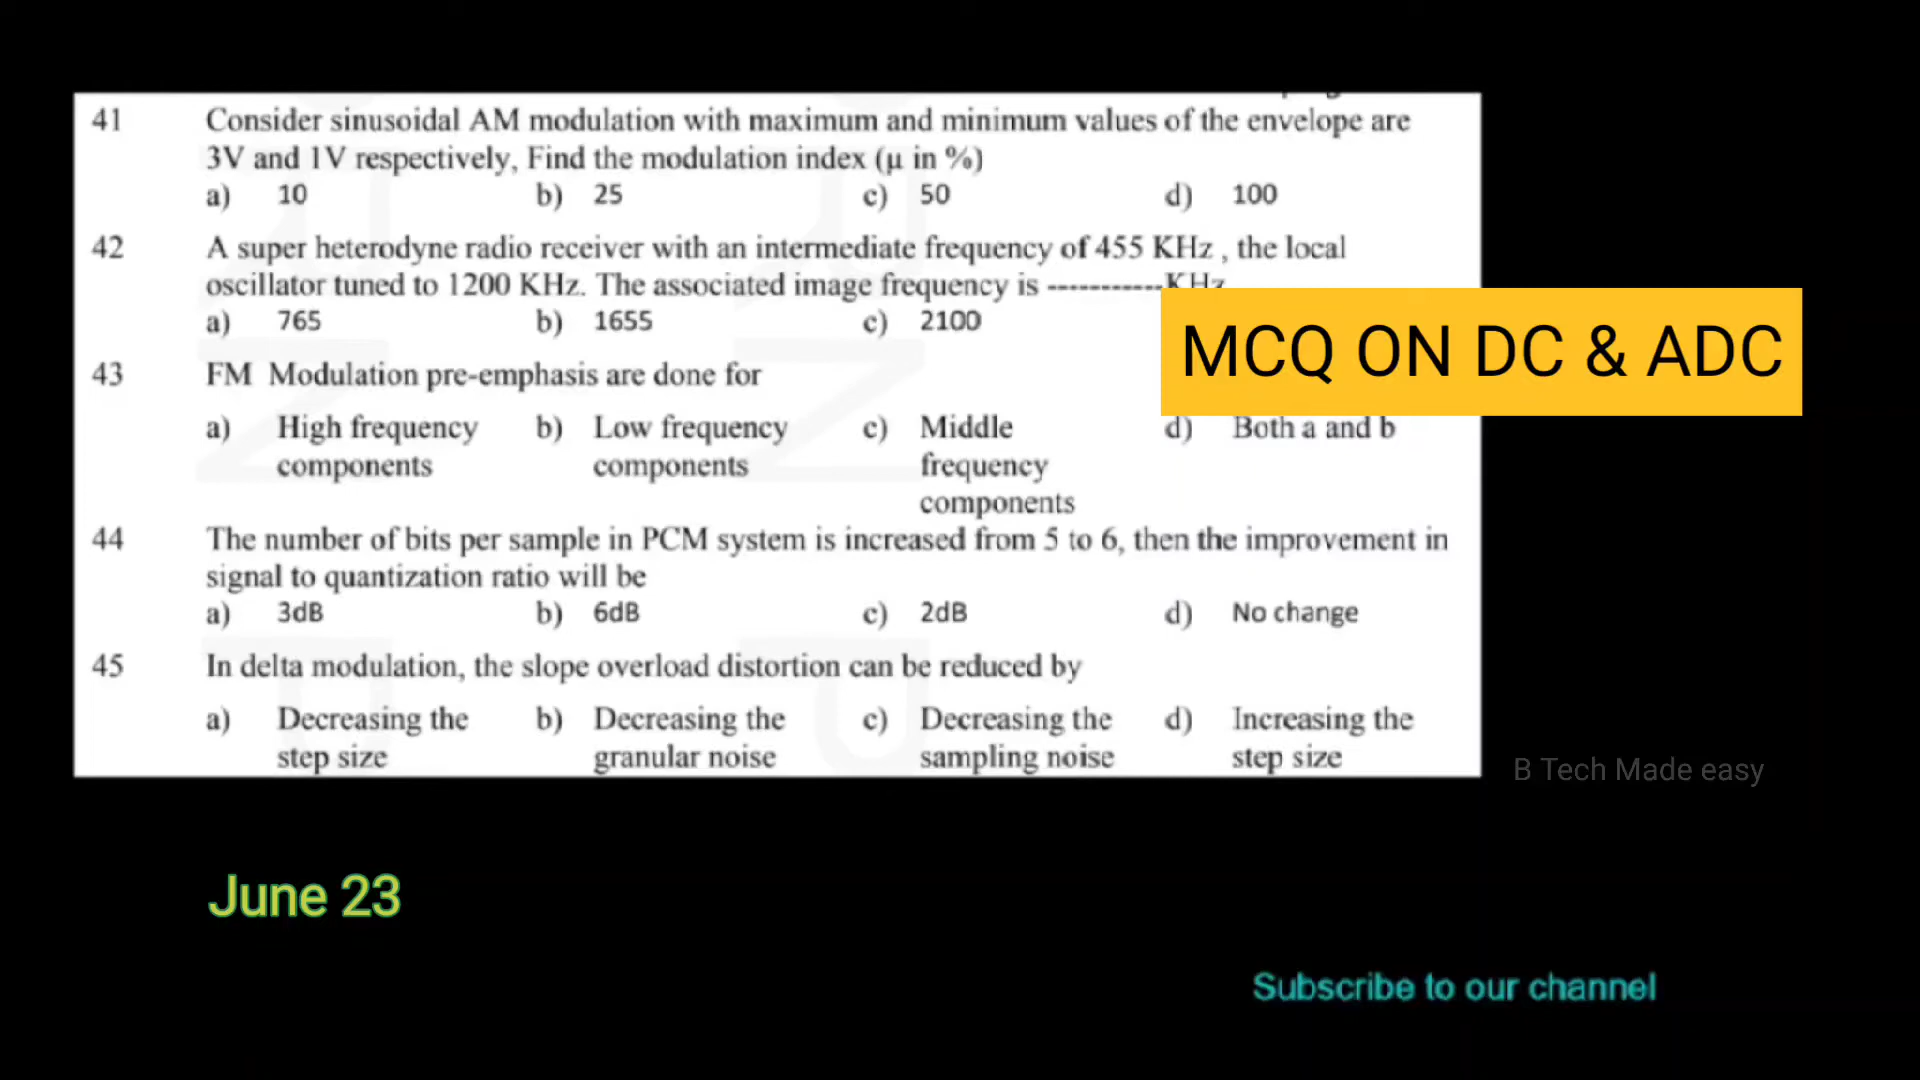 41 Consider sinusoidal AM modulation with maximum and minimum values of the envelope are
3V and 1V respectively, Find the modulation index (µ in %)
a) 10 b) 25 c) 50 d) 100
42 A super heterodyne radio receiver with an intermediate frequency of 455 KHz , the local
oscillator tuned to 1200 KHz. The associated image frequency is -----------KHz
a) 765 b) 1655 c) 2100
MCQ ON DC & ADC
43 FM Modulation pre-emphasis are done for
a) High frequency b) Low frequency c) Middle d) Both a and b
components components frequency
components
44 The number of bits per sample in PCM system is increased from 5 to 6, then the improvement in
signal to quantization ratio will be
a) 3dB b) 6dB c) 2dB d) No change
45 In delta modulation, the slope overload distortion can be reduced by
a) Decreasing the b) Decreasing the c) Decreasing the d) Increasing the
step size granular noise sampling noise step size
B Tech Made easy
June 23
Subscribe to our channel